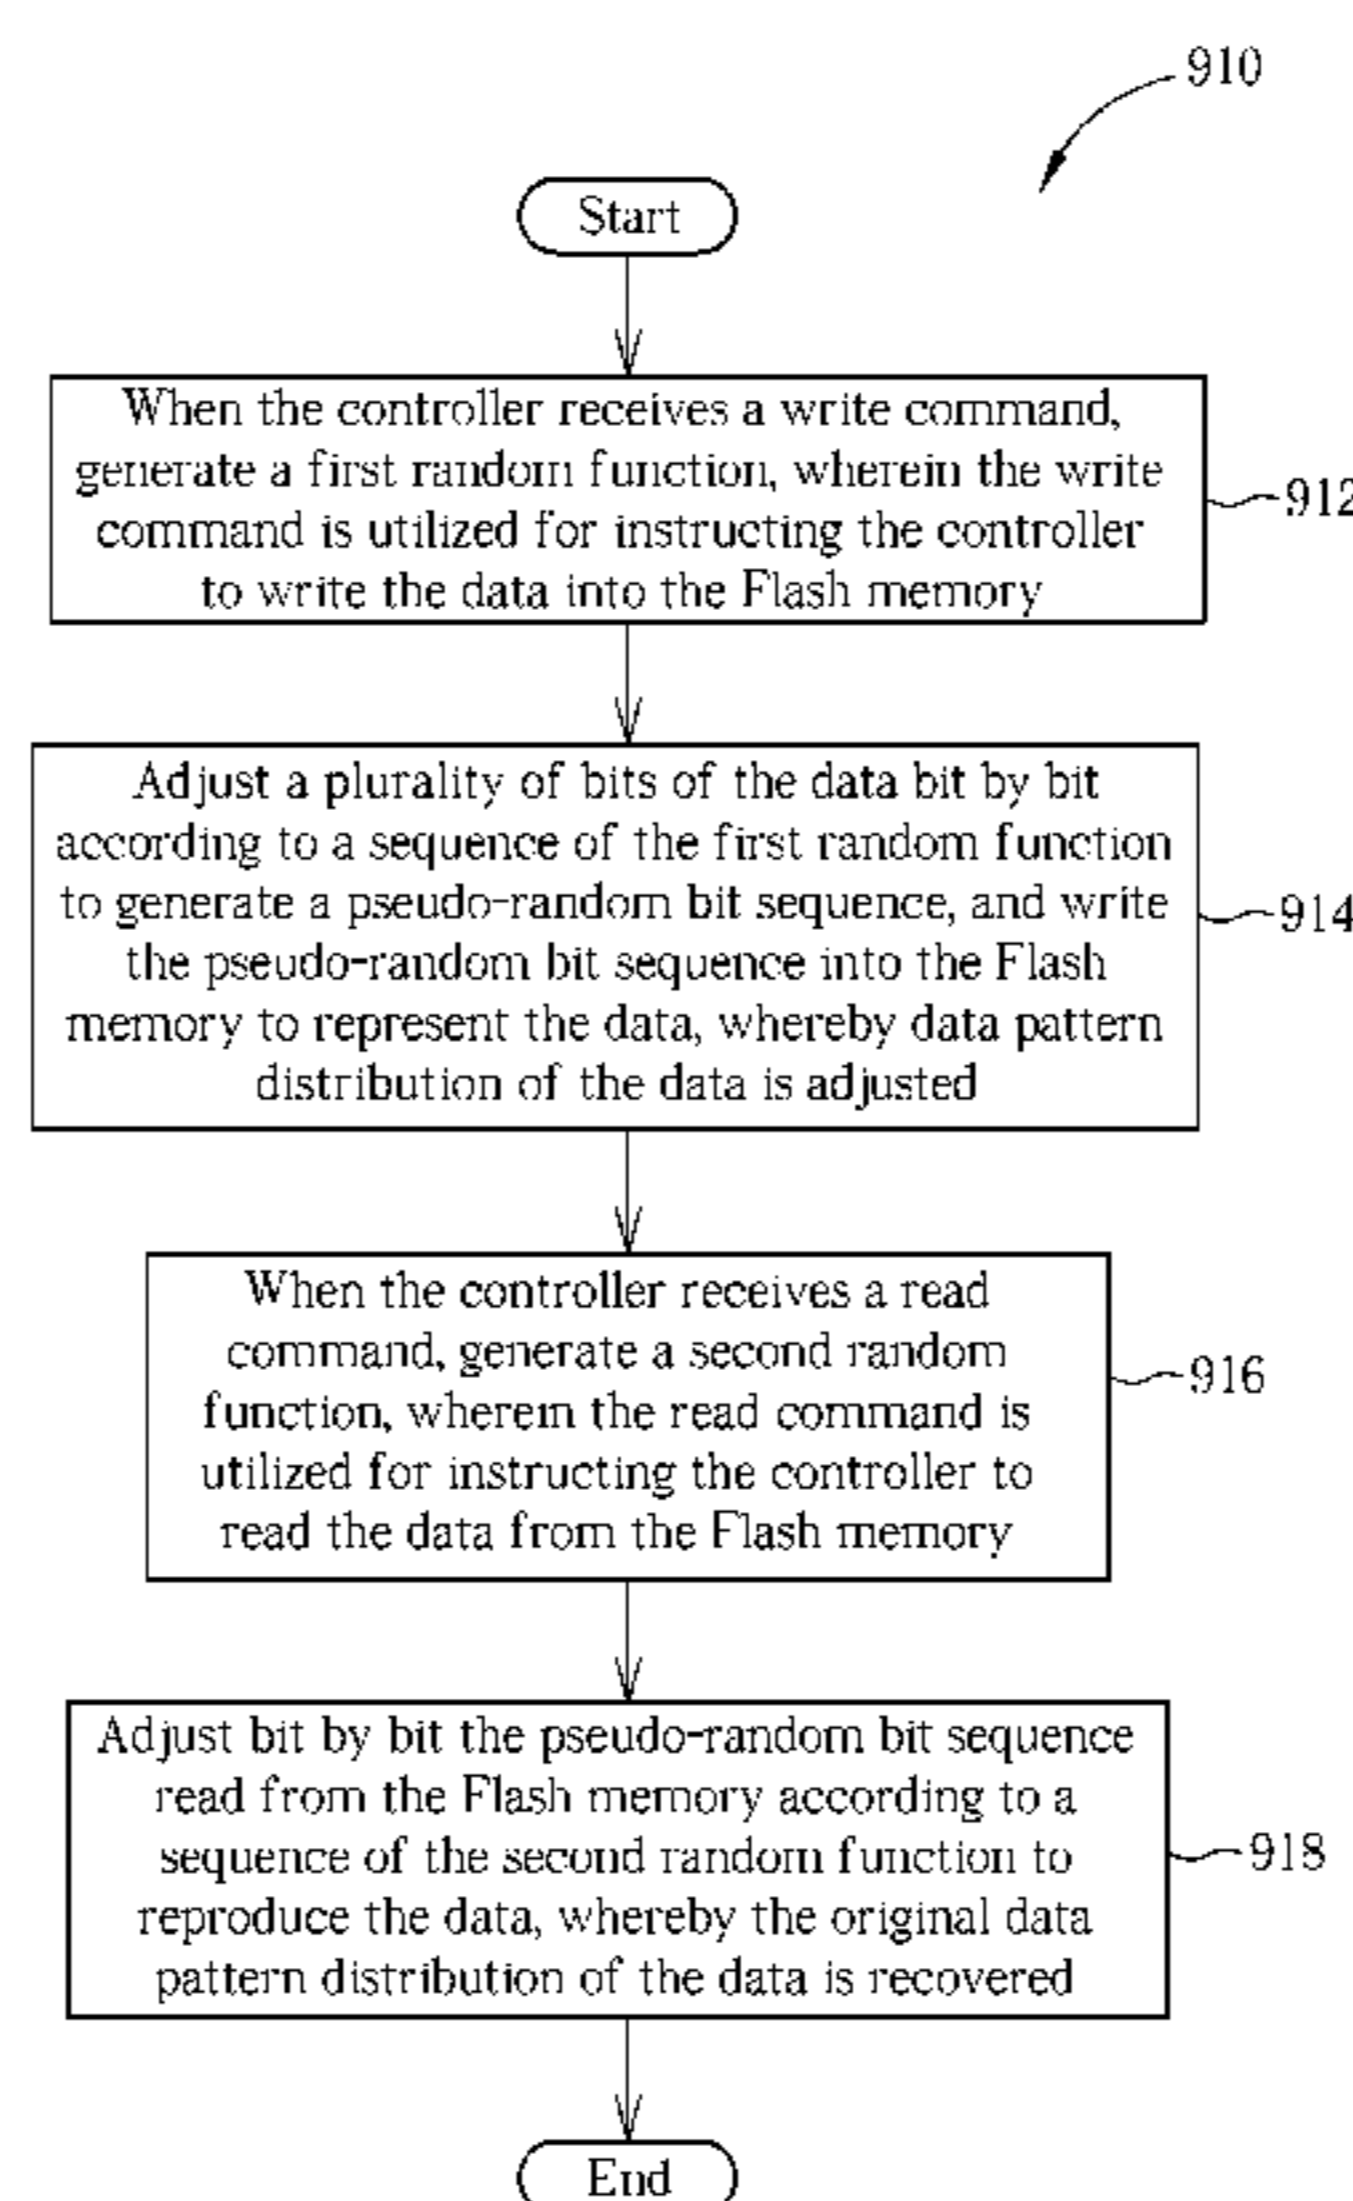 910
Start
When the controller receives a write command,
generate a first random function, wherein the write
command is utilized for instructing the controller
to write the data into the Flash memory
912
Adjust a plurality of bits of the data bit by bit
according to a sequence of the first random function
to generate a pseudo-random bit sequence, and write
the pseudo-random bit sequence into the Flash
memory to represent the data, whereby data pattern
distribution of the data is adjusted
914
When the controller receives a read
command, generate a second random
function, wherein the read command is
utilized for instructing the controller to
read the data from the Flash memory
916
Adjust bit by bit the pseudo-random bit sequence
read from the Flash memory according to a
sequence of the second random function to
reproduce the data, whereby the original data
pattern distribution of the data is recovered
918
End